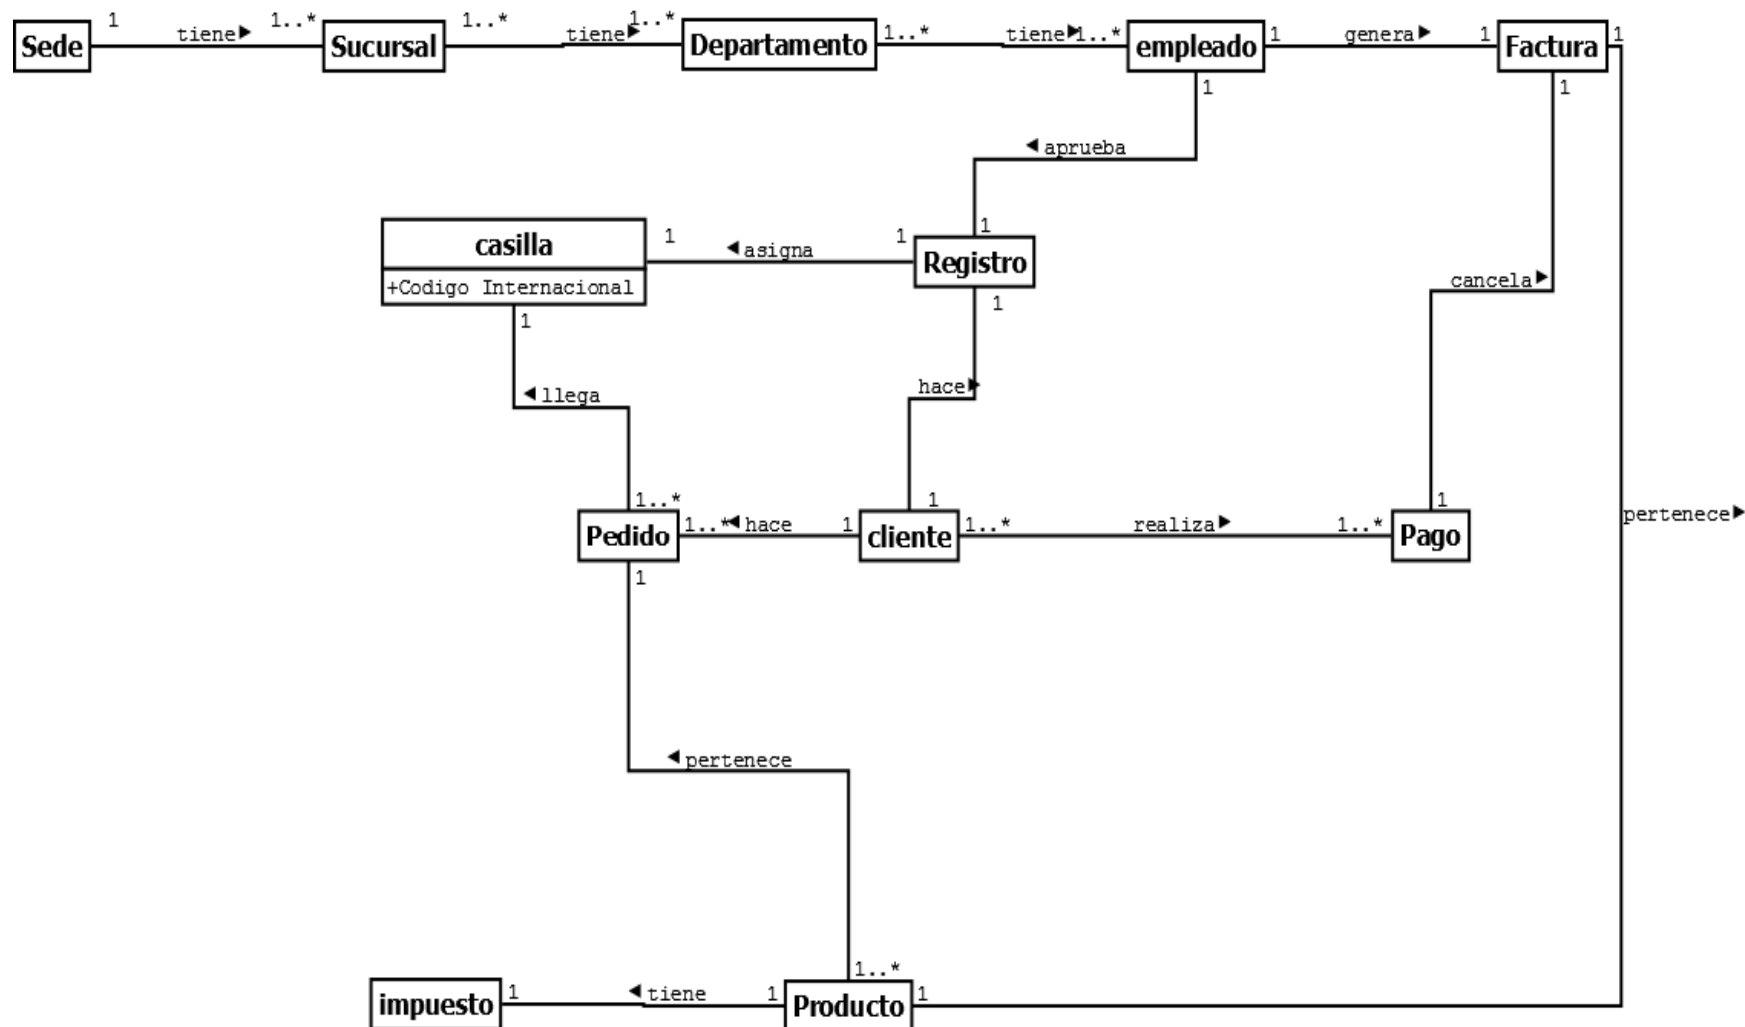 1 1..* 1..* 1..*
Sede tiene Sucursal tiene Departamento 1..* tiene 1..* empleado 1 genera 1 Factura 1
1 1
aprueba
1
casilla 1 asigna 1 Registro
+Codigo Internacional
1 1
cancela
llega hace
1..* 1 1
Pedido 1..* hace 1 cliente 1..* realiza 1..* Pago pertenece
1
pertenece
1..*
impuesto 1 tiene 1 Producto 1